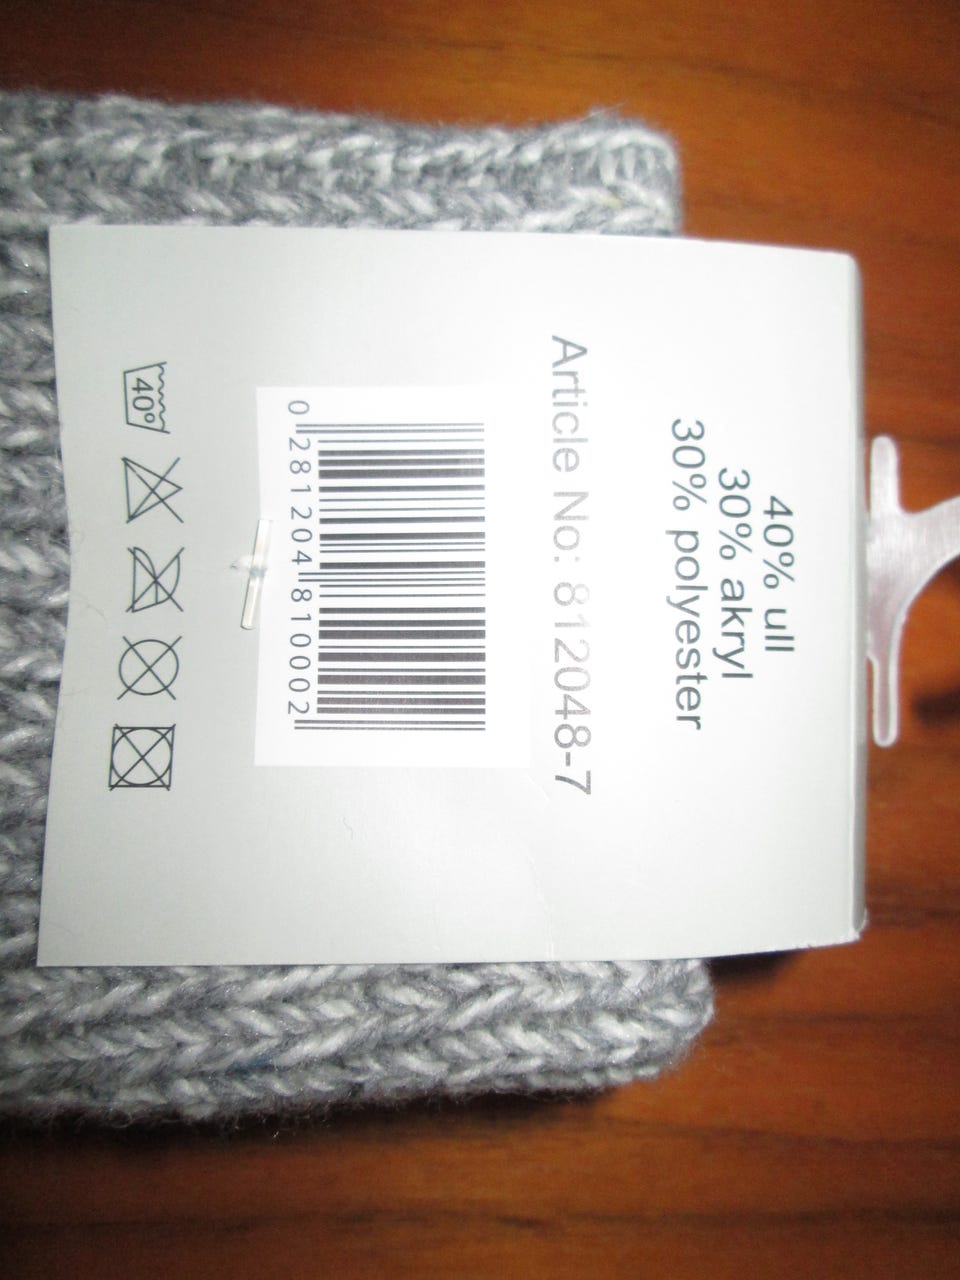 40% ull
30% akryl
30% polyester
Article No: 812048-7
0 281204 810002
40°